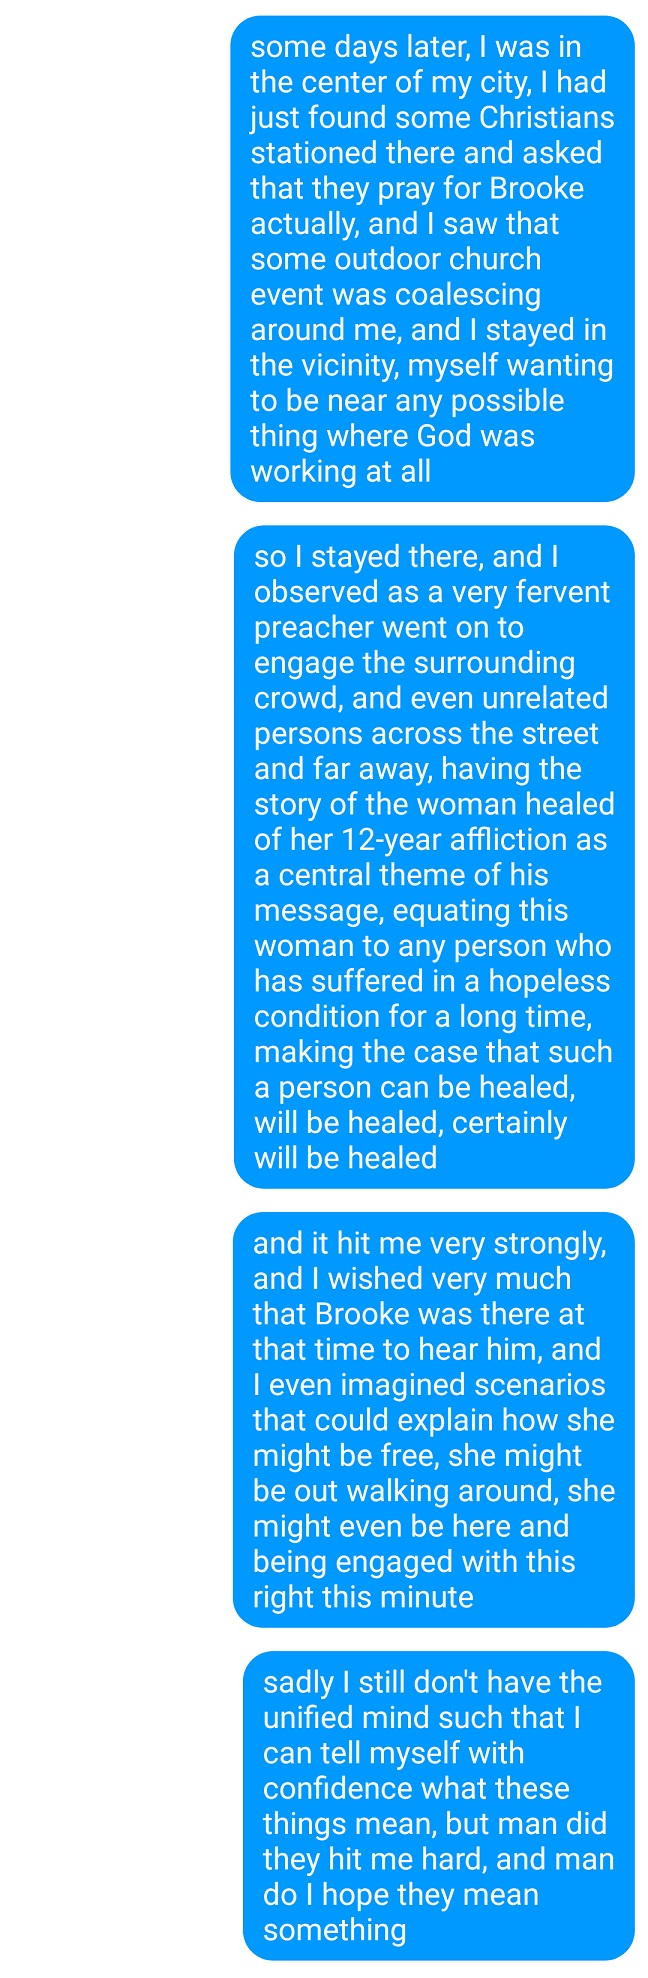 some days later, I was in
the center of my city, I had
just found some Christians
stationed there and asked
that they pray for Brooke
actually, and I saw that
some outdoor church
event was coalescing
around me, and I stayed in
the vicinity, myself wanting
to be near any possible
thing where God was
working at all
so I stayed there, and I
observed as a very fervent
preacher went on to
engage the surrounding
crowd, and even unrelated
persons across the street
and far away, having the
story of the woman healed
of her 12-year affliction as
a central theme of his
message, equating this
woman to any person who
has suffered in a hopeless
condition for a long time,
making the case that such
a person can be healed,
will be healed, certainly
will be healed
and it hit me very strongly,
and I wished very much
that Brooke was there at
that time to hear him, and
I even imagined scenarios
that could explain how she
might be free, she might
be out walking around, she
might even be here and
being engaged with this
right this minute
sadly I still don't have the
unified mind such that I
can tell myself with
confidence what these
things mean, but man did
they hit me hard, and man
do I hope they mean
something